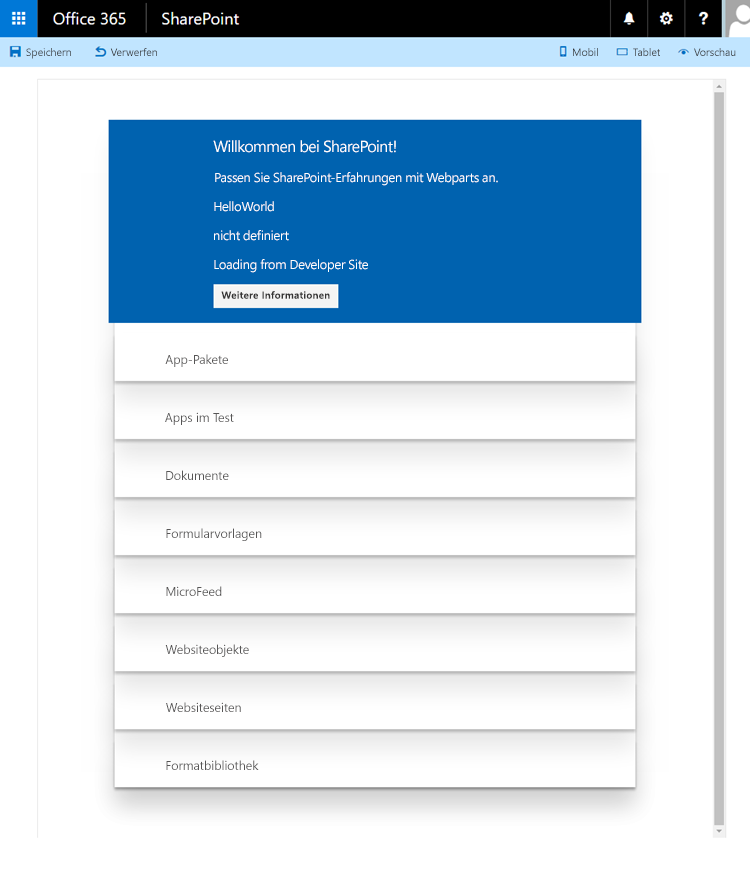 Office 365 SharePoint ?
Speichern Verwerfen Mobil Tablet Vorschau
Willkommen bei SharePoint!
Passen Sie SharePoint-Erfahrungen mit Webparts an.
HelloWorld
nicht definiert
Loading from Developer Site
Weitere Informationen
App-Pakete
Apps im Test
Dokumente
Formularvorlagen
MicroFeed
Websiteobjekte
Websiteseiten
Formatbibliothek